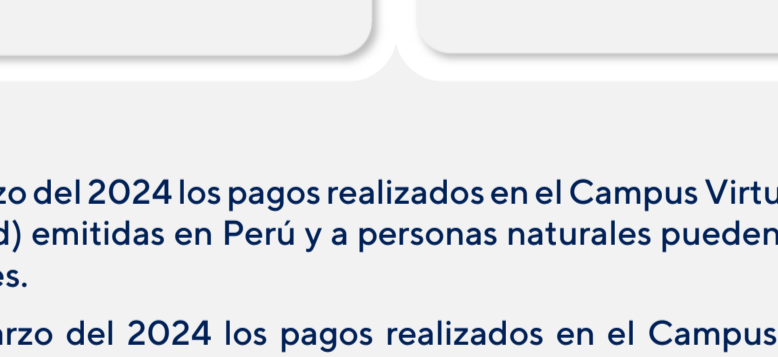 zo del 2024 los pagos realizados en el Campus Virtu
d) emitidas en Perú y a personas naturales pueden
es.
arzo del 2024 los pagos realizados en el Campus